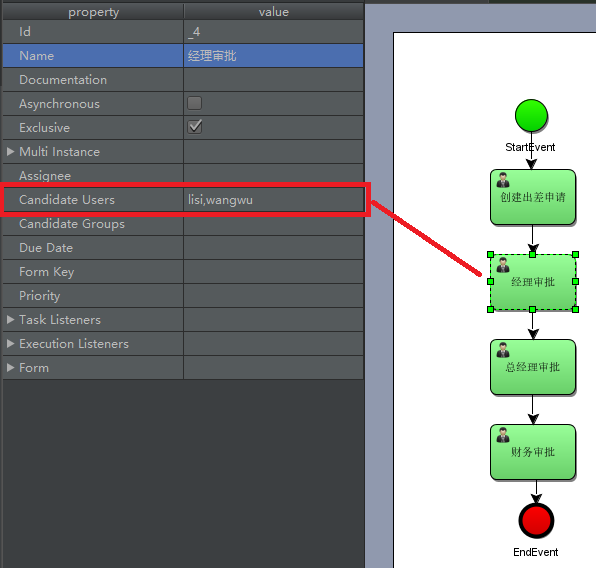 property value
Id _4
Name 经理审批
Documentation
Asynchronous
Exclusive
Multi Instance
Assignee
Candidate Users lisi,wangwu
Candidate Groups
Due Date
Form Key
Priority
Task Listeners
Execution Listeners
Form
StartEvent
创建出差申请
经理审批
总经理审批
财务审批
EndEvent